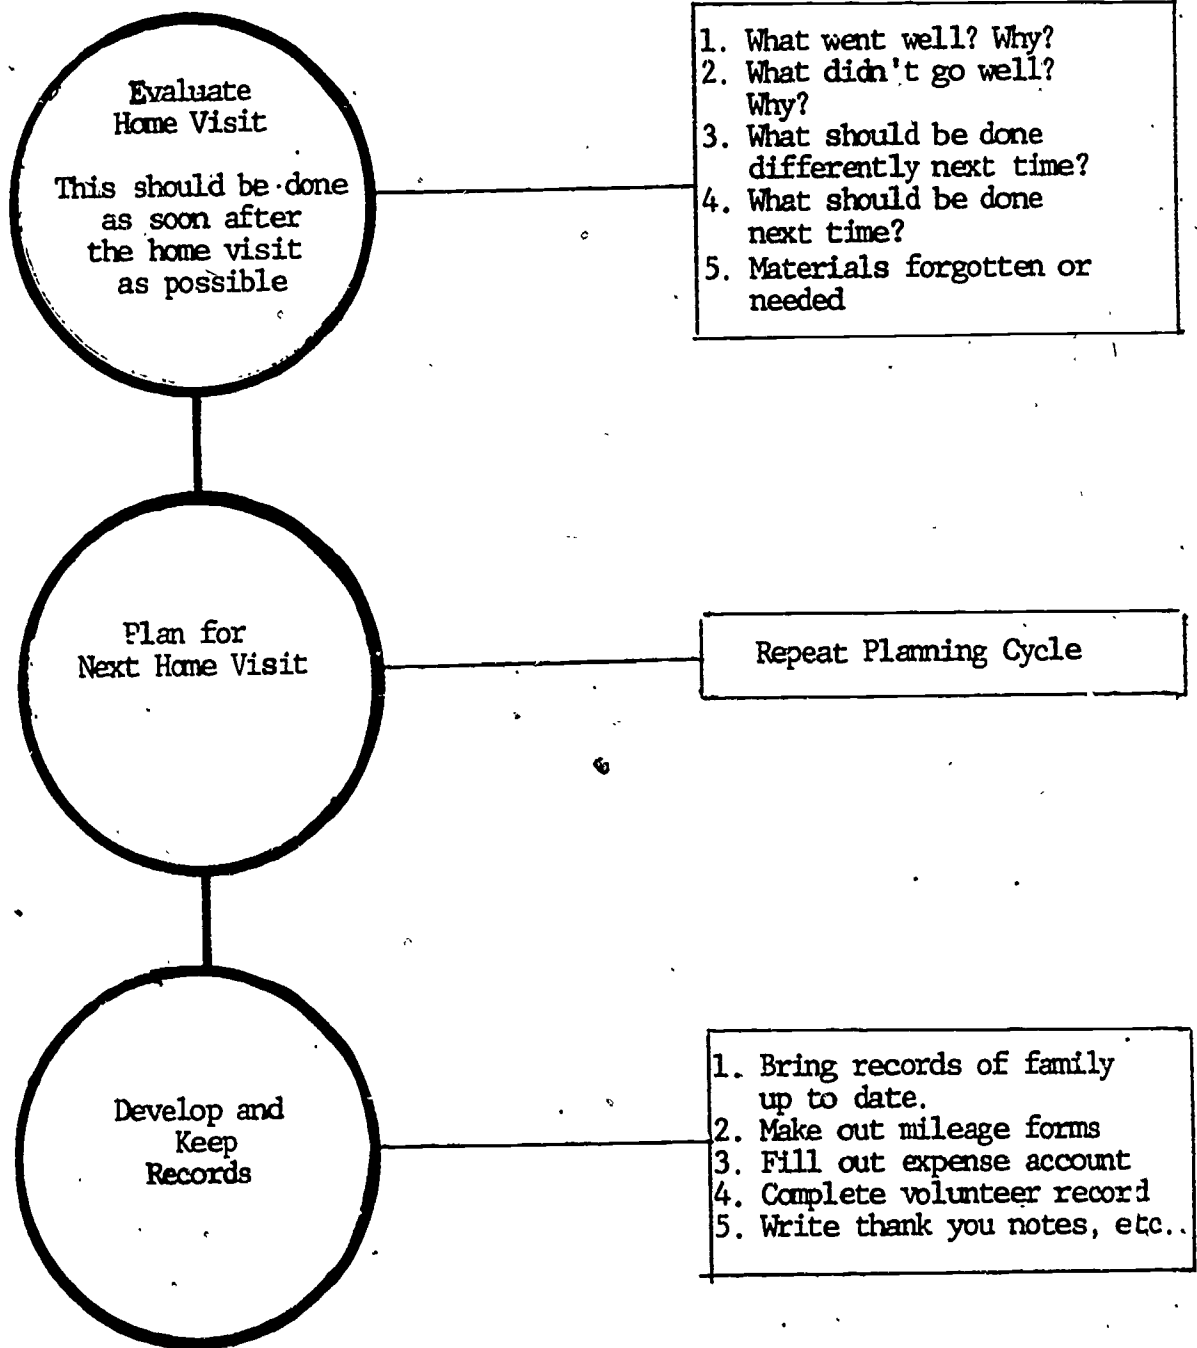 Evaluate
Home Visit
This should be done
as soon after
the home visit
as possible
1. What went well? Why?
2. What didn't go well?
Why?
3. What should be done
differently next time?
4. What should be done
next time?
5. Materials forgotten or
needed
Plan for
Next Home Visit
Repeat Planning Cycle
Develop and
Keep
Records
1. Bring records of family
up to date.
2. Make out mileage forms
3. Fill out expense account
4. Complete volunteer record
5. Write thank you notes, etc..